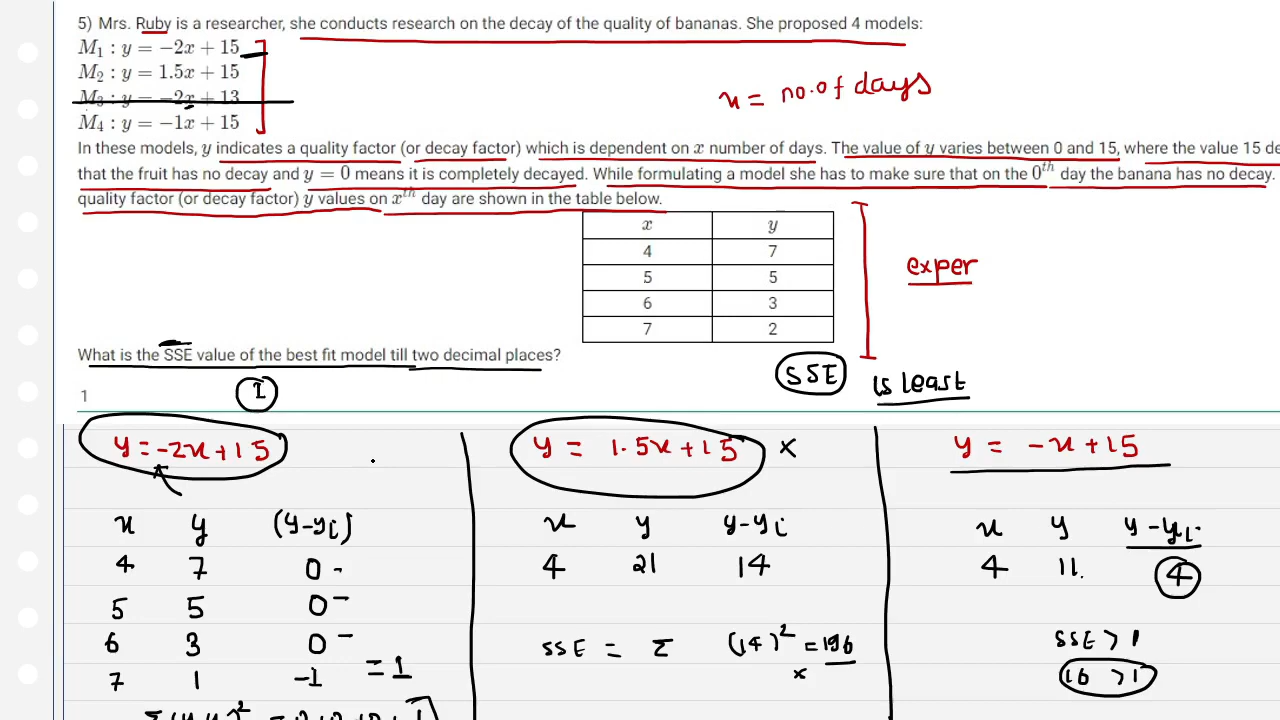 5) Mrs. Ruby is a researcher, she conducts research on the decay of the quality of bananas. She proposed 4 models:
M₁ : y = −2x + 15
M₂ : y = 1.5x + 15
M₃ : y = −2x + 13
M₄ : y = −1x + 15
x = no. of days
In these models, y indicates a quality factor (or decay factor) which is dependent on x number of days. The value of y varies between 0 and 15, where the value 15 de
that the fruit has no decay and y = 0 means it is completely decayed. While formulating a model she has to make sure that on the 0ᵗʰ day the banana has no decay.
quality factor (or decay factor) y values on xᵗʰ day are shown in the table below.
x y
4 7
5 5
6 3
7 2
exper
What is the SSE value of the best fit model till two decimal places?
SSE is least
1
I
y = -2x+15
x y (y-yi)
4 7 0
5 5 0
6 3 0
7 1 -1 = 1
y = 1.5x+15 x
x y y-yi
4 21 14
SSE = Σ (14)² = 196
x
y = -x+15
x y y-yi
4 11 4
SSE > 1
16 > 1